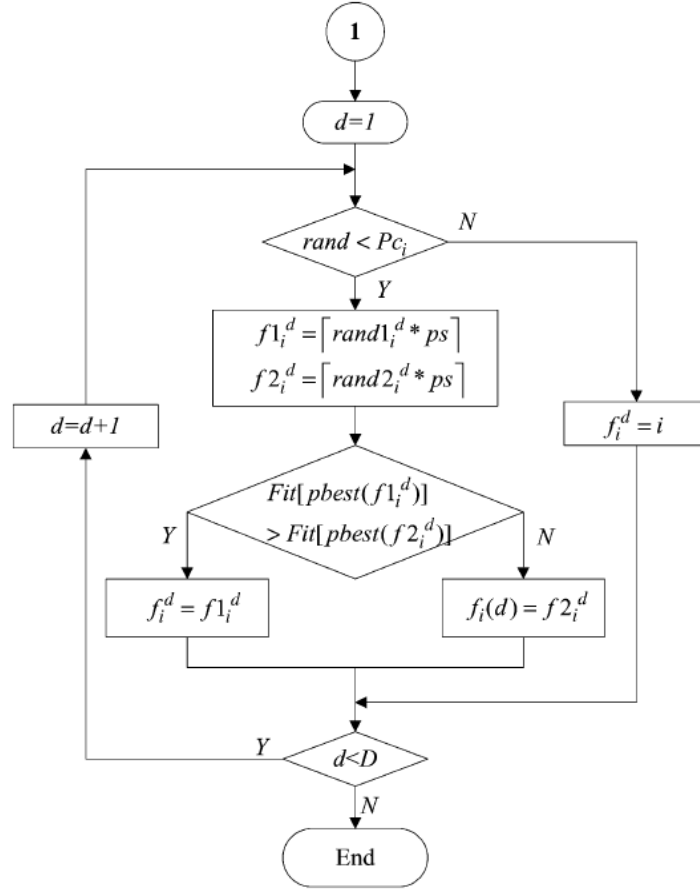 1
d=1
rand < Pc_i
N
Y
f1_i^d = ⌈rand1_i^d * ps⌉
f2_i^d = ⌈rand2_i^d * ps⌉
d=d+1
f_i^d = i
Fit[pbest(f1_i^d)]
> Fit[pbest(f2_i^d)]
Y
N
f_i^d = f1_i^d
f_i(d) = f2_i^d
Y
d<D
N
End